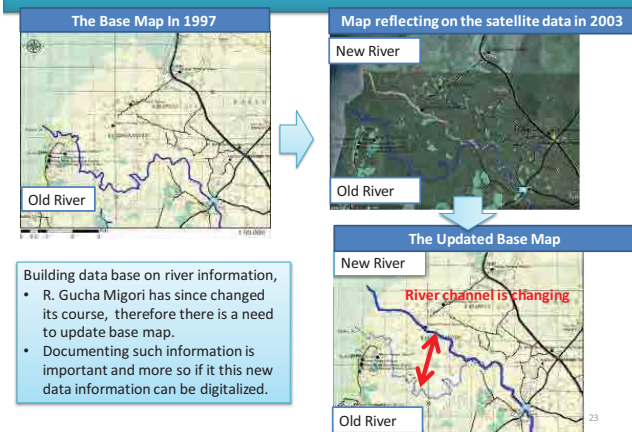 The Base Map In 1997
Map reflecting on the satellite data in 2003
New River
Old River
Old River
1:50,000
The Updated Base Map
New River
River channel is changing
Old River
Building data base on river information,
• R. Gucha Migori has since changed
its course, therefore there is a need
to update base map.
• Documenting such information is
important and more so if it this new
data information can be digitalized.
23